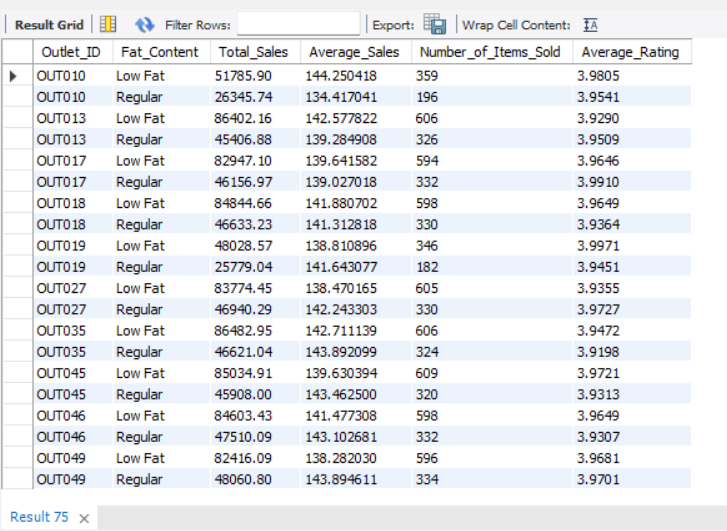 Result Grid Filter Rows: Export: Wrap Cell Content: IA
Outlet_ID Fat_Content Total_Sales Average_Sales Number_of_Items_Sold Average_Rating
OUT010 Low Fat 51785.90 144.250418 359 3.9805
OUT010 Regular 26345.74 134.417041 196 3.9541
OUT013 Low Fat 86402.16 142.577822 606 3.9290
OUT013 Regular 45406.88 139.284908 326 3.9509
OUT017 Low Fat 82947.10 139.641582 594 3.9646
OUT017 Regular 46156.97 139.027018 332 3.9910
OUT018 Low Fat 84844.66 141.880702 598 3.9649
OUT018 Regular 46633.23 141.312818 330 3.9364
OUT019 Low Fat 48028.57 138.810896 346 3.9971
OUT019 Regular 25779.04 141.643077 182 3.9451
OUT027 Low Fat 83774.45 138.470165 605 3.9355
OUT027 Regular 46940.29 142.243303 330 3.9727
OUT035 Low Fat 86482.95 142.711139 606 3.9472
OUT035 Regular 46621.04 143.892099 324 3.9198
OUT045 Low Fat 85034.91 139.630394 609 3.9721
OUT045 Regular 45908.00 143.462500 320 3.9313
OUT046 Low Fat 84603.43 141.477308 598 3.9649
OUT046 Regular 47510.09 143.102681 332 3.9307
OUT049 Low Fat 82416.09 138.282030 596 3.9681
OUT049 Regular 48060.80 143.894611 334 3.9701
Result 75